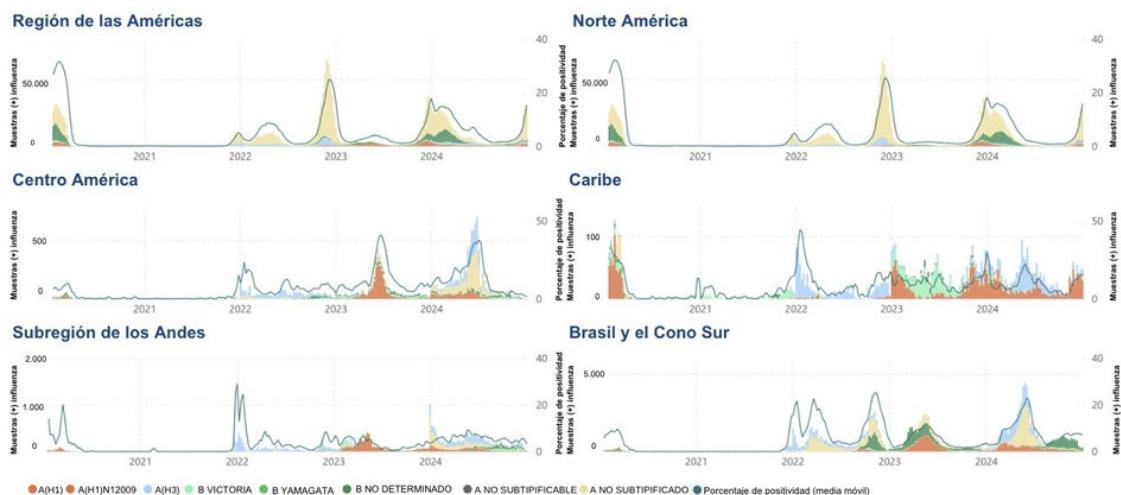 Región de las Américas
Norte América
Muestras (+) influenza
50.000
0
40
20
0
Porcentaje de positividad
2021
2022
2023
2024
Muestras (+) influenza
50.000
0
40
20
0
Muestras (+) influenza
2021
2022
2023
2024
Centro América
Caribe
Muestras (+) influenza
500
0
50
0
Porcentaje de positividad
2021
2022
2023
2024
Muestras (+) influenza
100
0
50
0
Muestras (+) influenza
2021
2022
2023
2024
Subregión de los Andes
Brasil y el Cono Sur
Muestras (+) influenza
2.000
1.000
0
40
20
0
Porcentaje de positividad
2021
2022
2023
2024
Muestras (+) influenza
5.000
0
40
20
0
Muestras (+) influenza
2021
2022
2023
2024
A(H1) A(H1)N12009 A(H3) B VICTORIA B YAMAGATA B NO DETERMINADO A NO SUBTIPIFICABLE A NO SUBTIPIFICADO Porcentaje de positividad (media móvil)